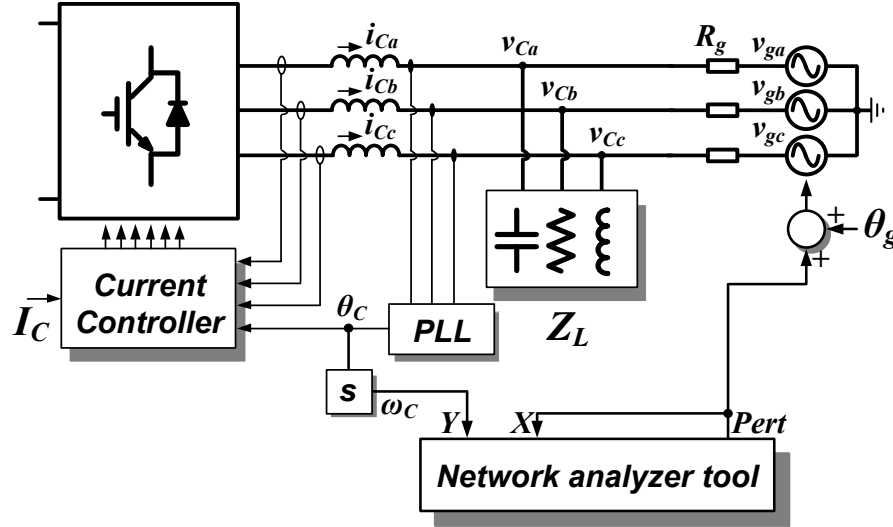 i_Ca
v_Ca
R_g
v_ga
i_Cb
v_Cb
v_gb
i_Cc
v_Cc
v_gc
+
θ_g
+
Current
Controller
I_C
θ_C
PLL
Z_L
s
ω_C
Y
X
Pert
Network analyzer tool